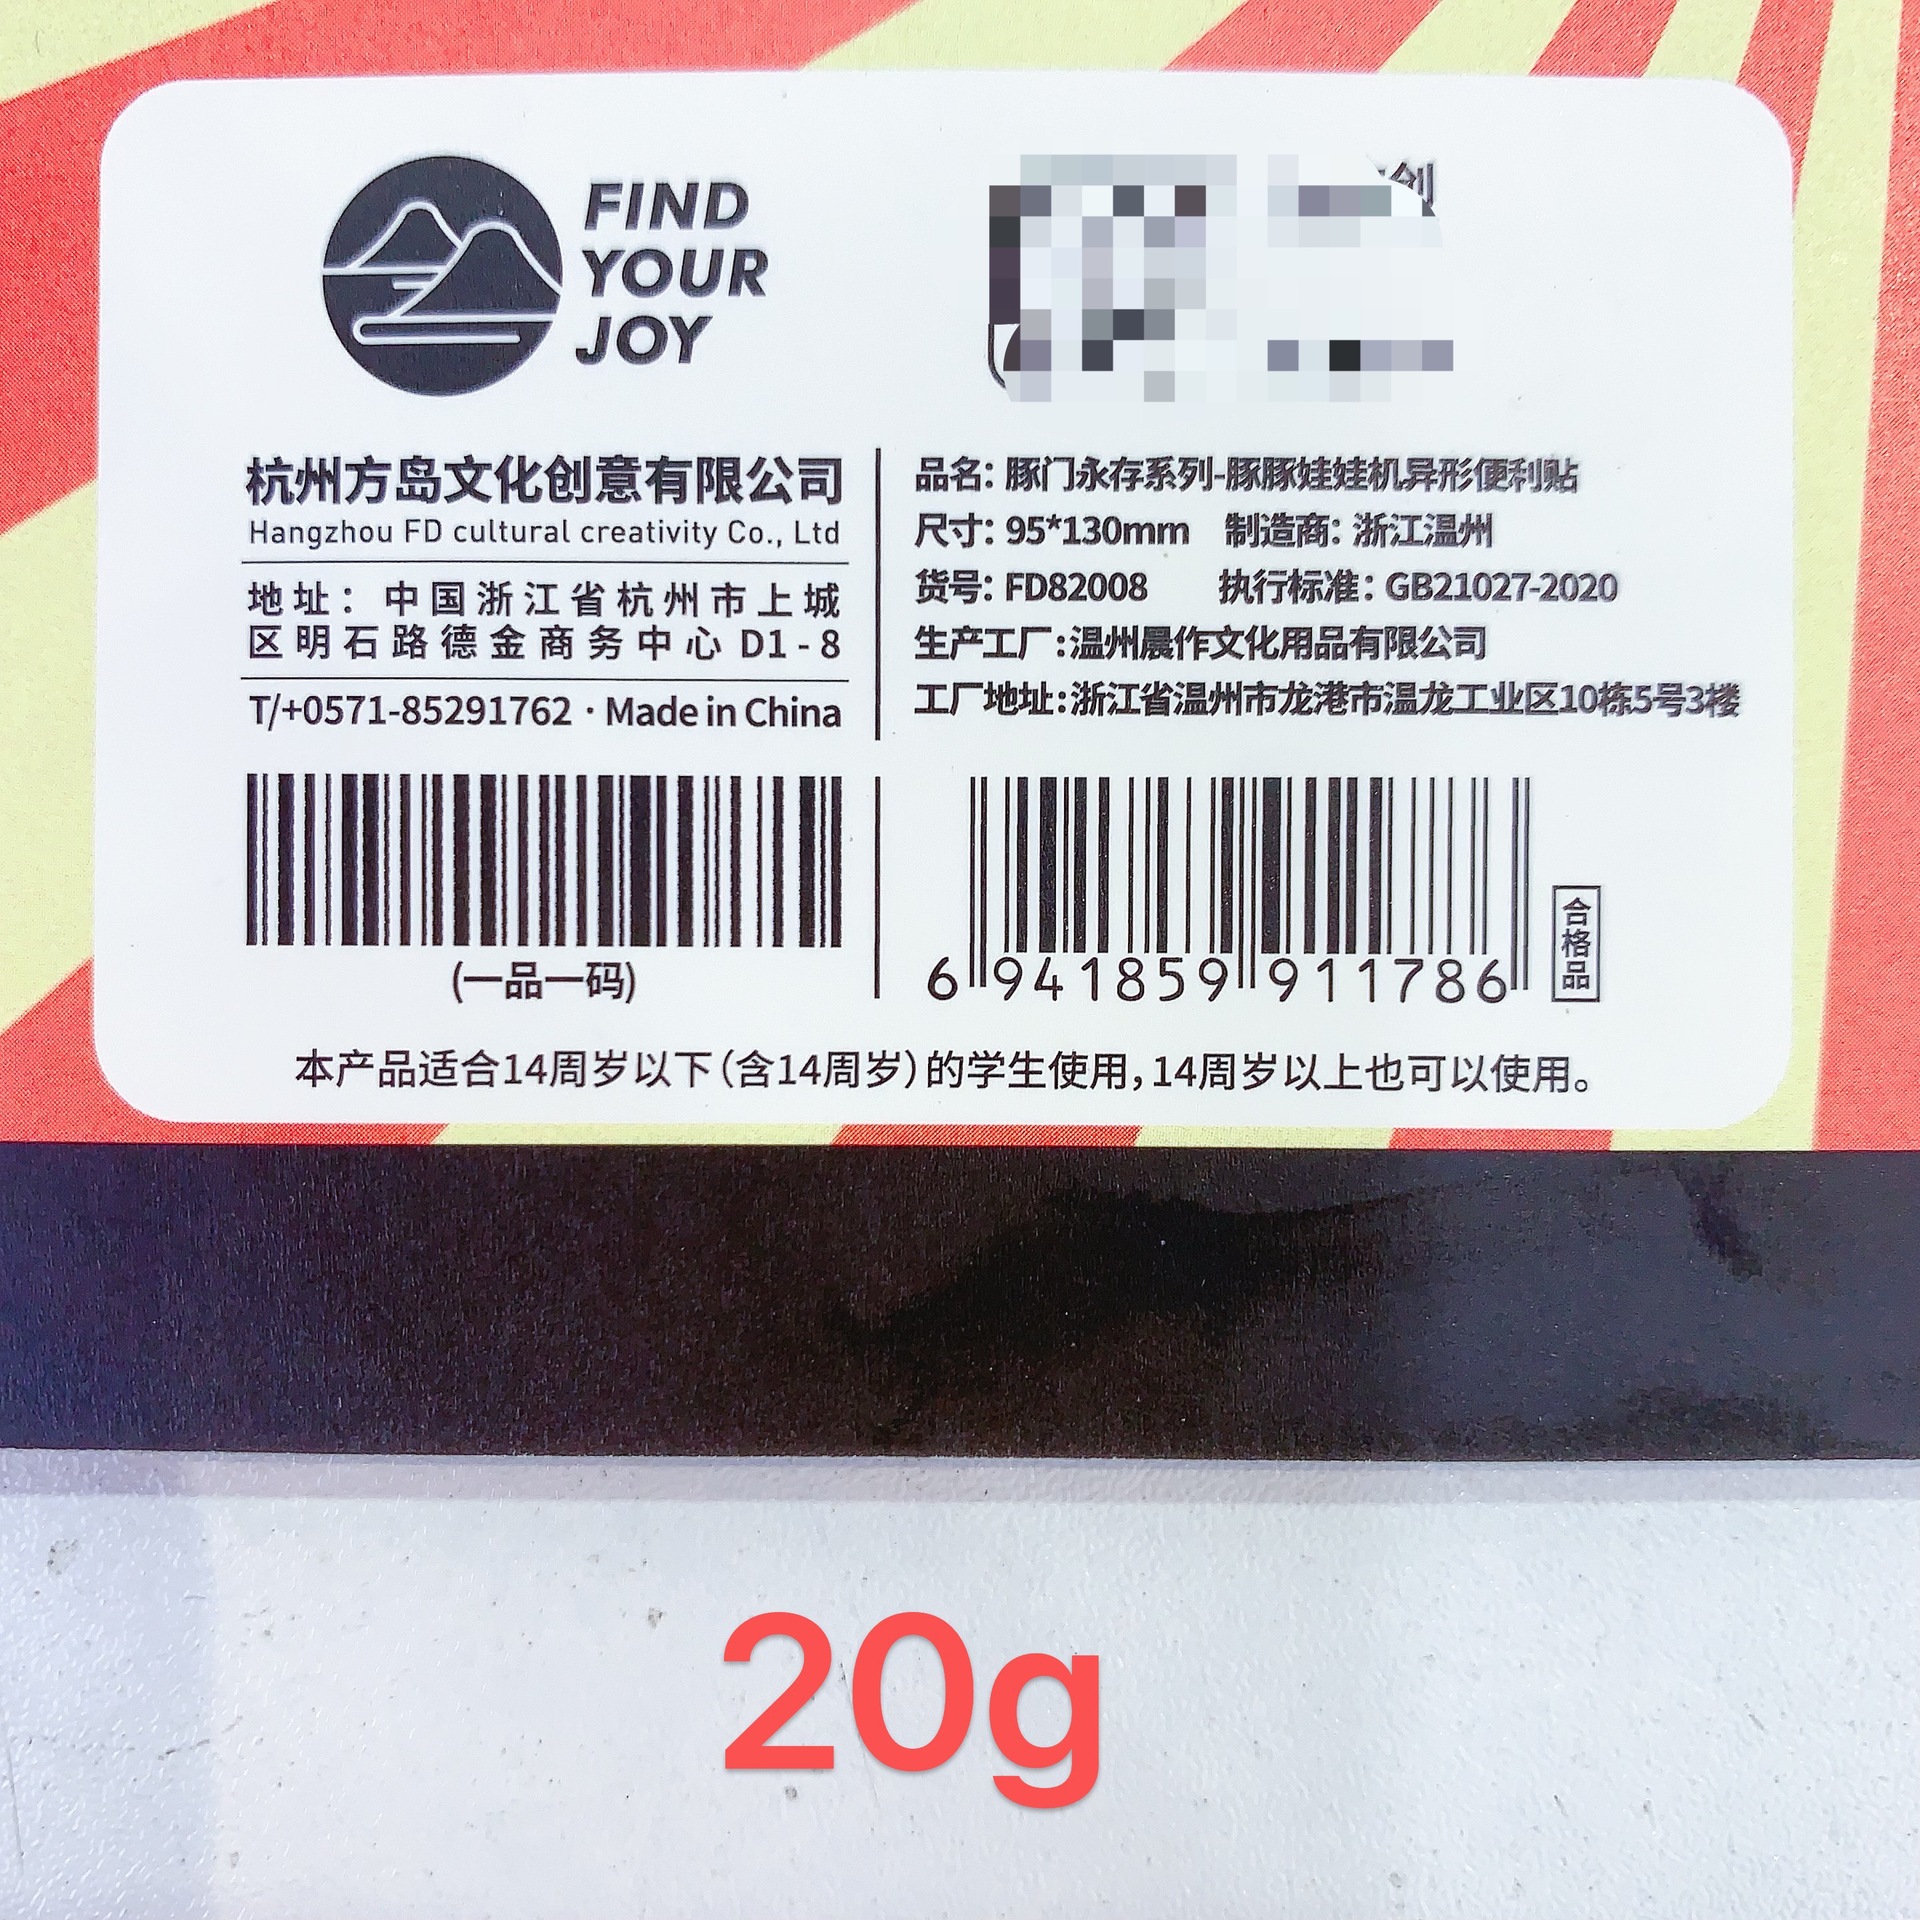 FIND
YOUR
JOY
创
杭州方岛文化创意有限公司
Hangzhou FD cultural creativity Co., Ltd
地址：中国浙江省杭州市上城
区明石路德金商务中心 D1-8
T/+0571-85291762 · Made in China
(一品一码)
品名：豚门永存系列-豚豚娃娃机异形便利贴
尺寸：95*130mm 制造商：浙江温州
货号：FD82008 执行标准：GB21027-2020
生产工厂：温州晨作文化用品有限公司
工厂地址：浙江省温州市龙港市温龙工业区10栋5号3楼
6 941859 911786
合格品
本产品适合14周岁以下（含14周岁）的学生使用，14周岁以上也可以使用。
20g